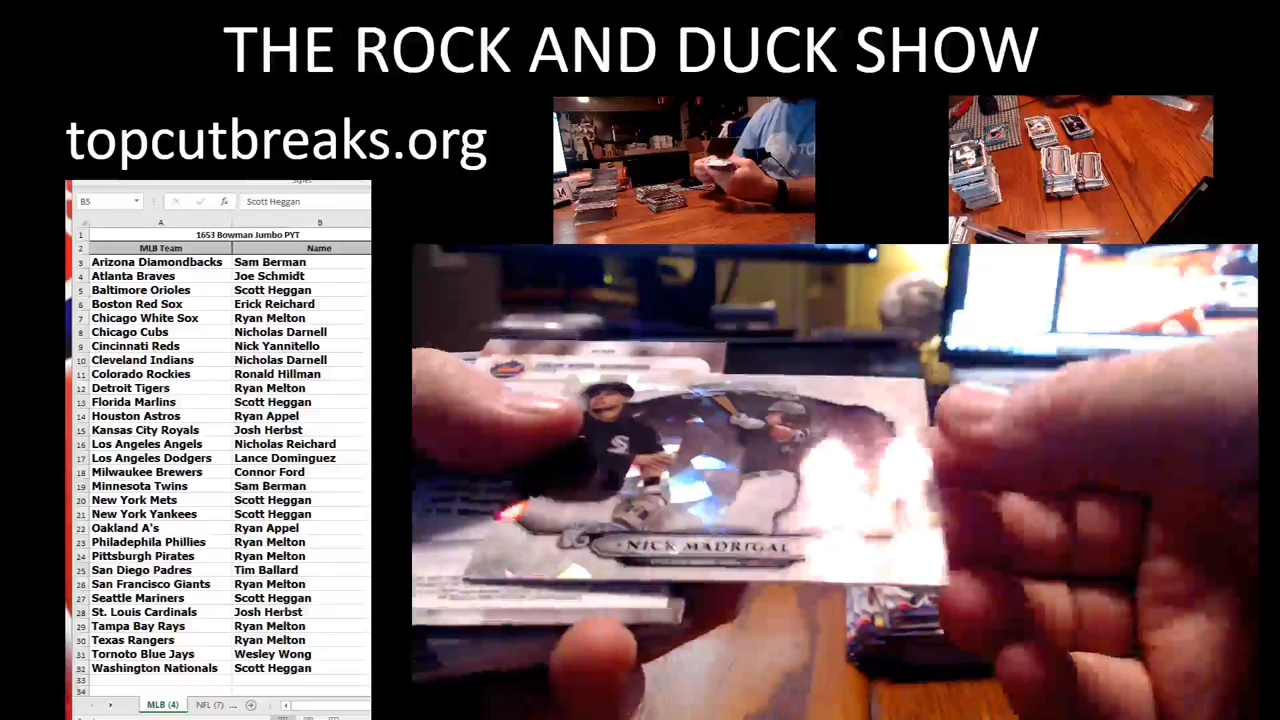 THE ROCK AND DUCK SHOW
topcutbreaks.org
B5
fx
Scott Heggan
A
B
1 1653 Bowman Jumbo PYT
2 MLB Team Name
3 Arizona Diamondbacks Sam Berman
4 Atlanta Braves Joe Schmidt
5 Baltimore Orioles Scott Heggan
6 Boston Red Sox Erick Reichard
7 Chicago White Sox Ryan Melton
8 Chicago Cubs Nicholas Darnell
9 Cincinnati Reds Nick Yannitello
10 Cleveland Indians Nicholas Darnell
11 Colorado Rockies Ronald Hillman
12 Detroit Tigers Ryan Melton
13 Florida Marlins Scott Heggan
14 Houston Astros Ryan Appel
15 Kansas City Royals Josh Herbst
16 Los Angeles Angels Nicholas Reichard
17 Los Angeles Dodgers Lance Dominguez
18 Milwaukee Brewers Connor Ford
19 Minnesota Twins Sam Berman
20 New York Mets Scott Heggan
21 New York Yankees Scott Heggan
22 Oakland A's Ryan Appel
23 Philadephila Phillies Ryan Melton
24 Pittsburgh Pirates Ryan Melton
25 San Diego Padres Tim Ballard
26 San Francisco Giants Ryan Melton
27 Seattle Mariners Scott Heggan
28 St. Louis Cardinals Josh Herbst
29 Tampa Bay Rays Ryan Melton
30 Texas Rangers Ryan Melton
31 Tornoto Blue Jays Wesley Wong
32 Washington Nationals Scott Heggan
33
34
MLB (4) NFL (7) ...
NICK MADRIGAL